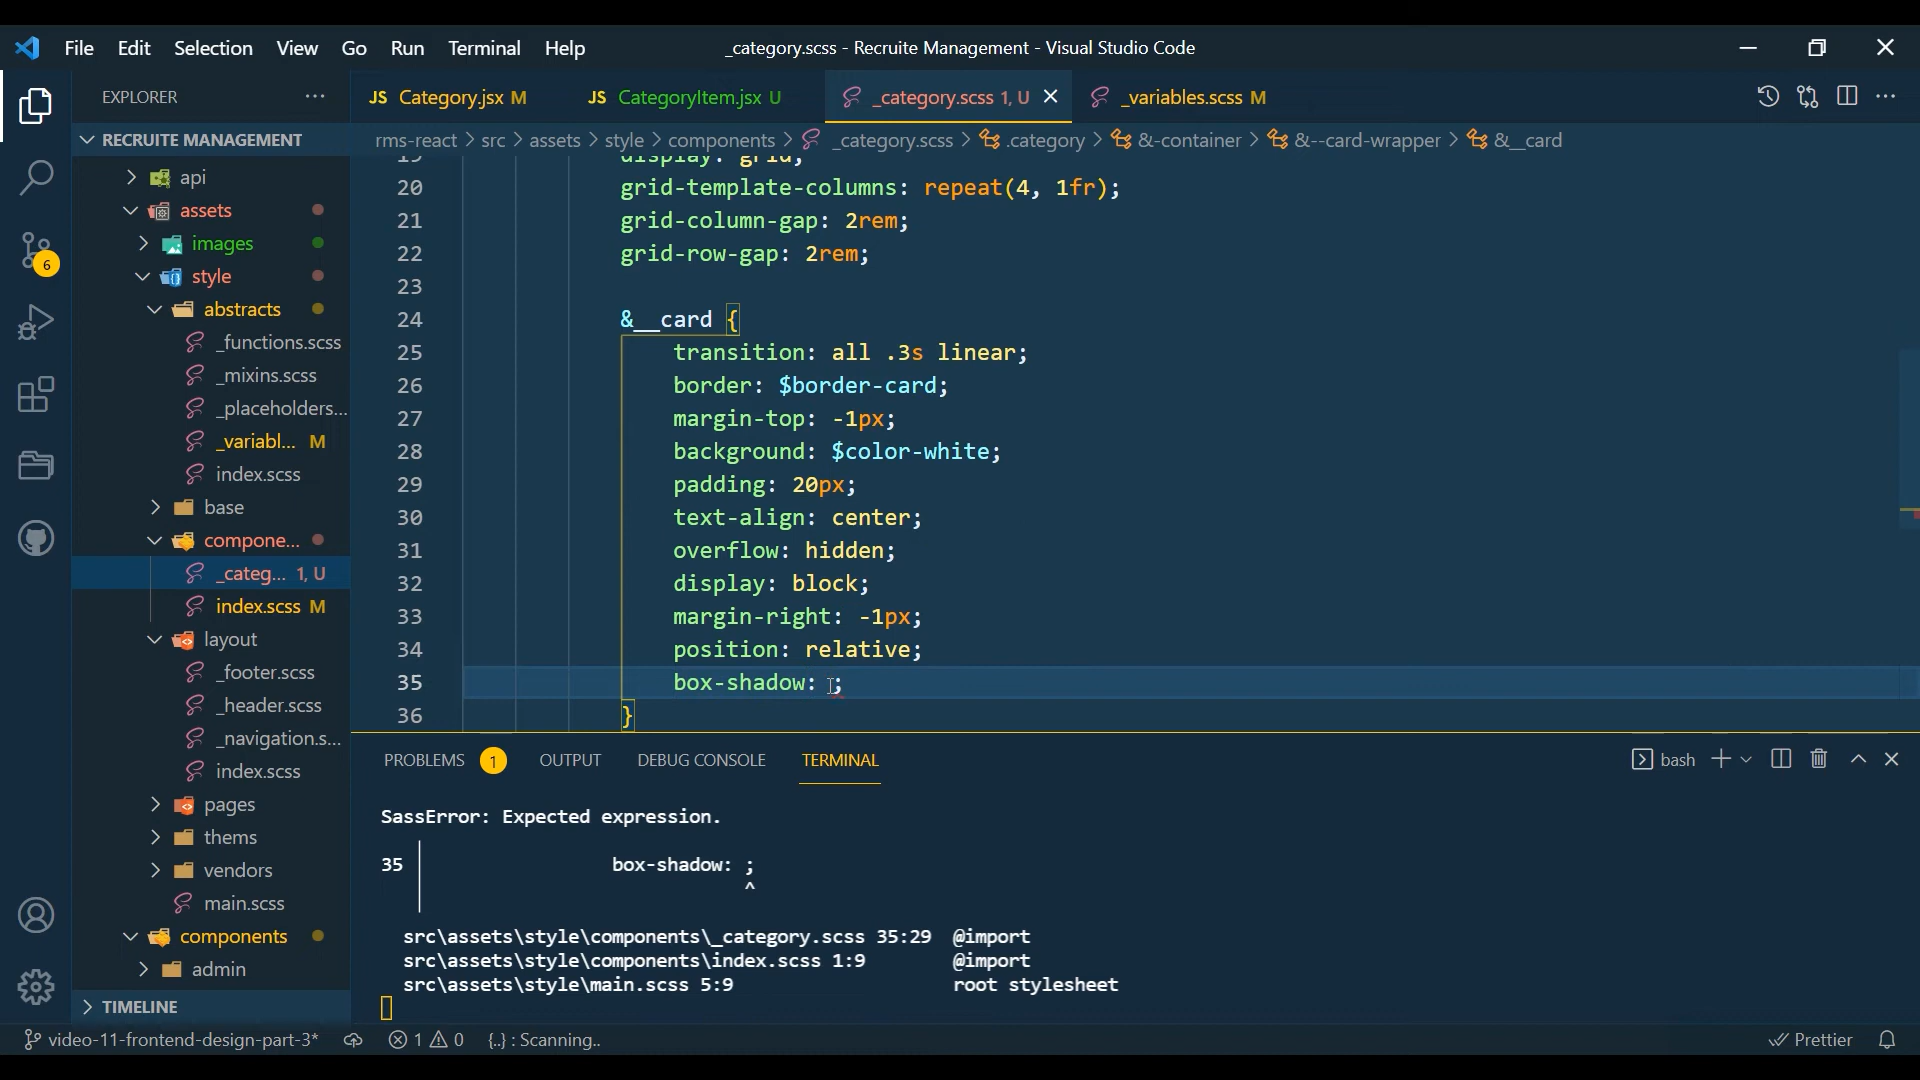 File Edit Selection View Go Run Terminal Help
_category.scss - Recruite Management - Visual Studio Code
EXPLORER ···
JS Category.jsx M
JS CategoryItem.jsx U
_category.scss 1, U
_variables.scss M
RECRUITE MANAGEMENT
rms-react > src > assets > style > components > _category.scss > .category > &-container > &--card-wrapper > &__card
api
assets
images
style
abstracts
_functions.scss
_mixins.scss
_placeholders...
_variabl... M
index.scss
base
compone...
_categ... 1, U
index.scss M
layout
_footer.scss
_header.scss
_navigation.s...
index.scss
pages
thems
vendors
main.scss
components
admin
TIMELINE
6
19 display: grid;
20 grid-template-columns: repeat(4, 1fr);
21 grid-column-gap: 2rem;
22 grid-row-gap: 2rem;
23
24 &__card {
25 transition: all .3s linear;
26 border: $border-card;
27 margin-top: -1px;
28 background: $color-white;
29 padding: 20px;
30 text-align: center;
31 overflow: hidden;
32 display: block;
33 margin-right: -1px;
34 position: relative;
35 box-shadow: ;
36 }
PROBLEMS 1 OUTPUT DEBUG CONSOLE TERMINAL
bash
SassError: Expected expression.
35 │ box-shadow: ;
^
src\assets\style\components\_category.scss 35:29 @import
src\assets\style\components\index.scss 1:9 @import
src\assets\style\main.scss 5:9 root stylesheet
video-11-frontend-design-part-3* 1 0 {..} : Scanning.. Prettier